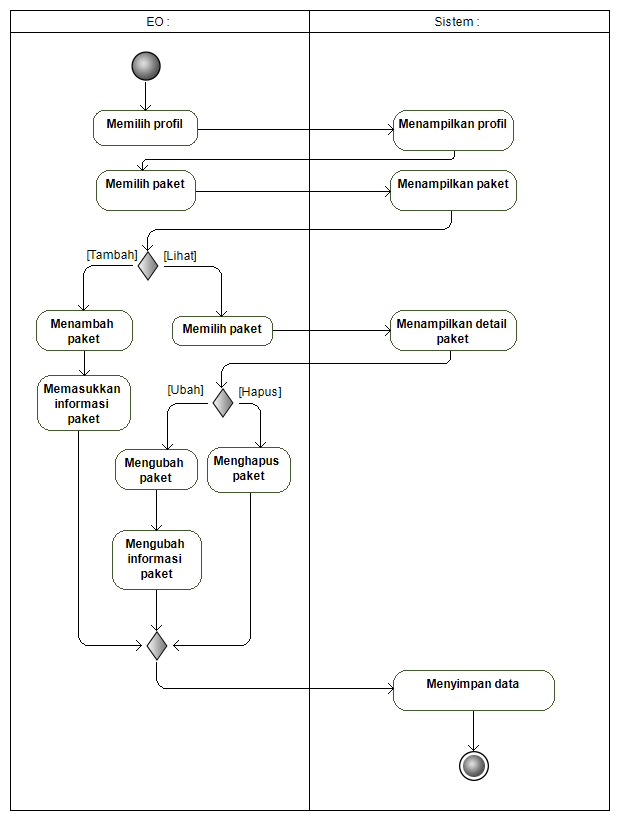 EO :
Sistem :
Memilih profil
Menampilkan profil
Memilih paket
Menampilkan paket
[Tambah]
[Lihat]
Menambah
paket
Memilih paket
Menampilkan detail
paket
Memasukkan
informasi
paket
[Ubah]
[Hapus]
Mengubah
paket
Menghapus
paket
Mengubah
informasi
paket
Menyimpan data